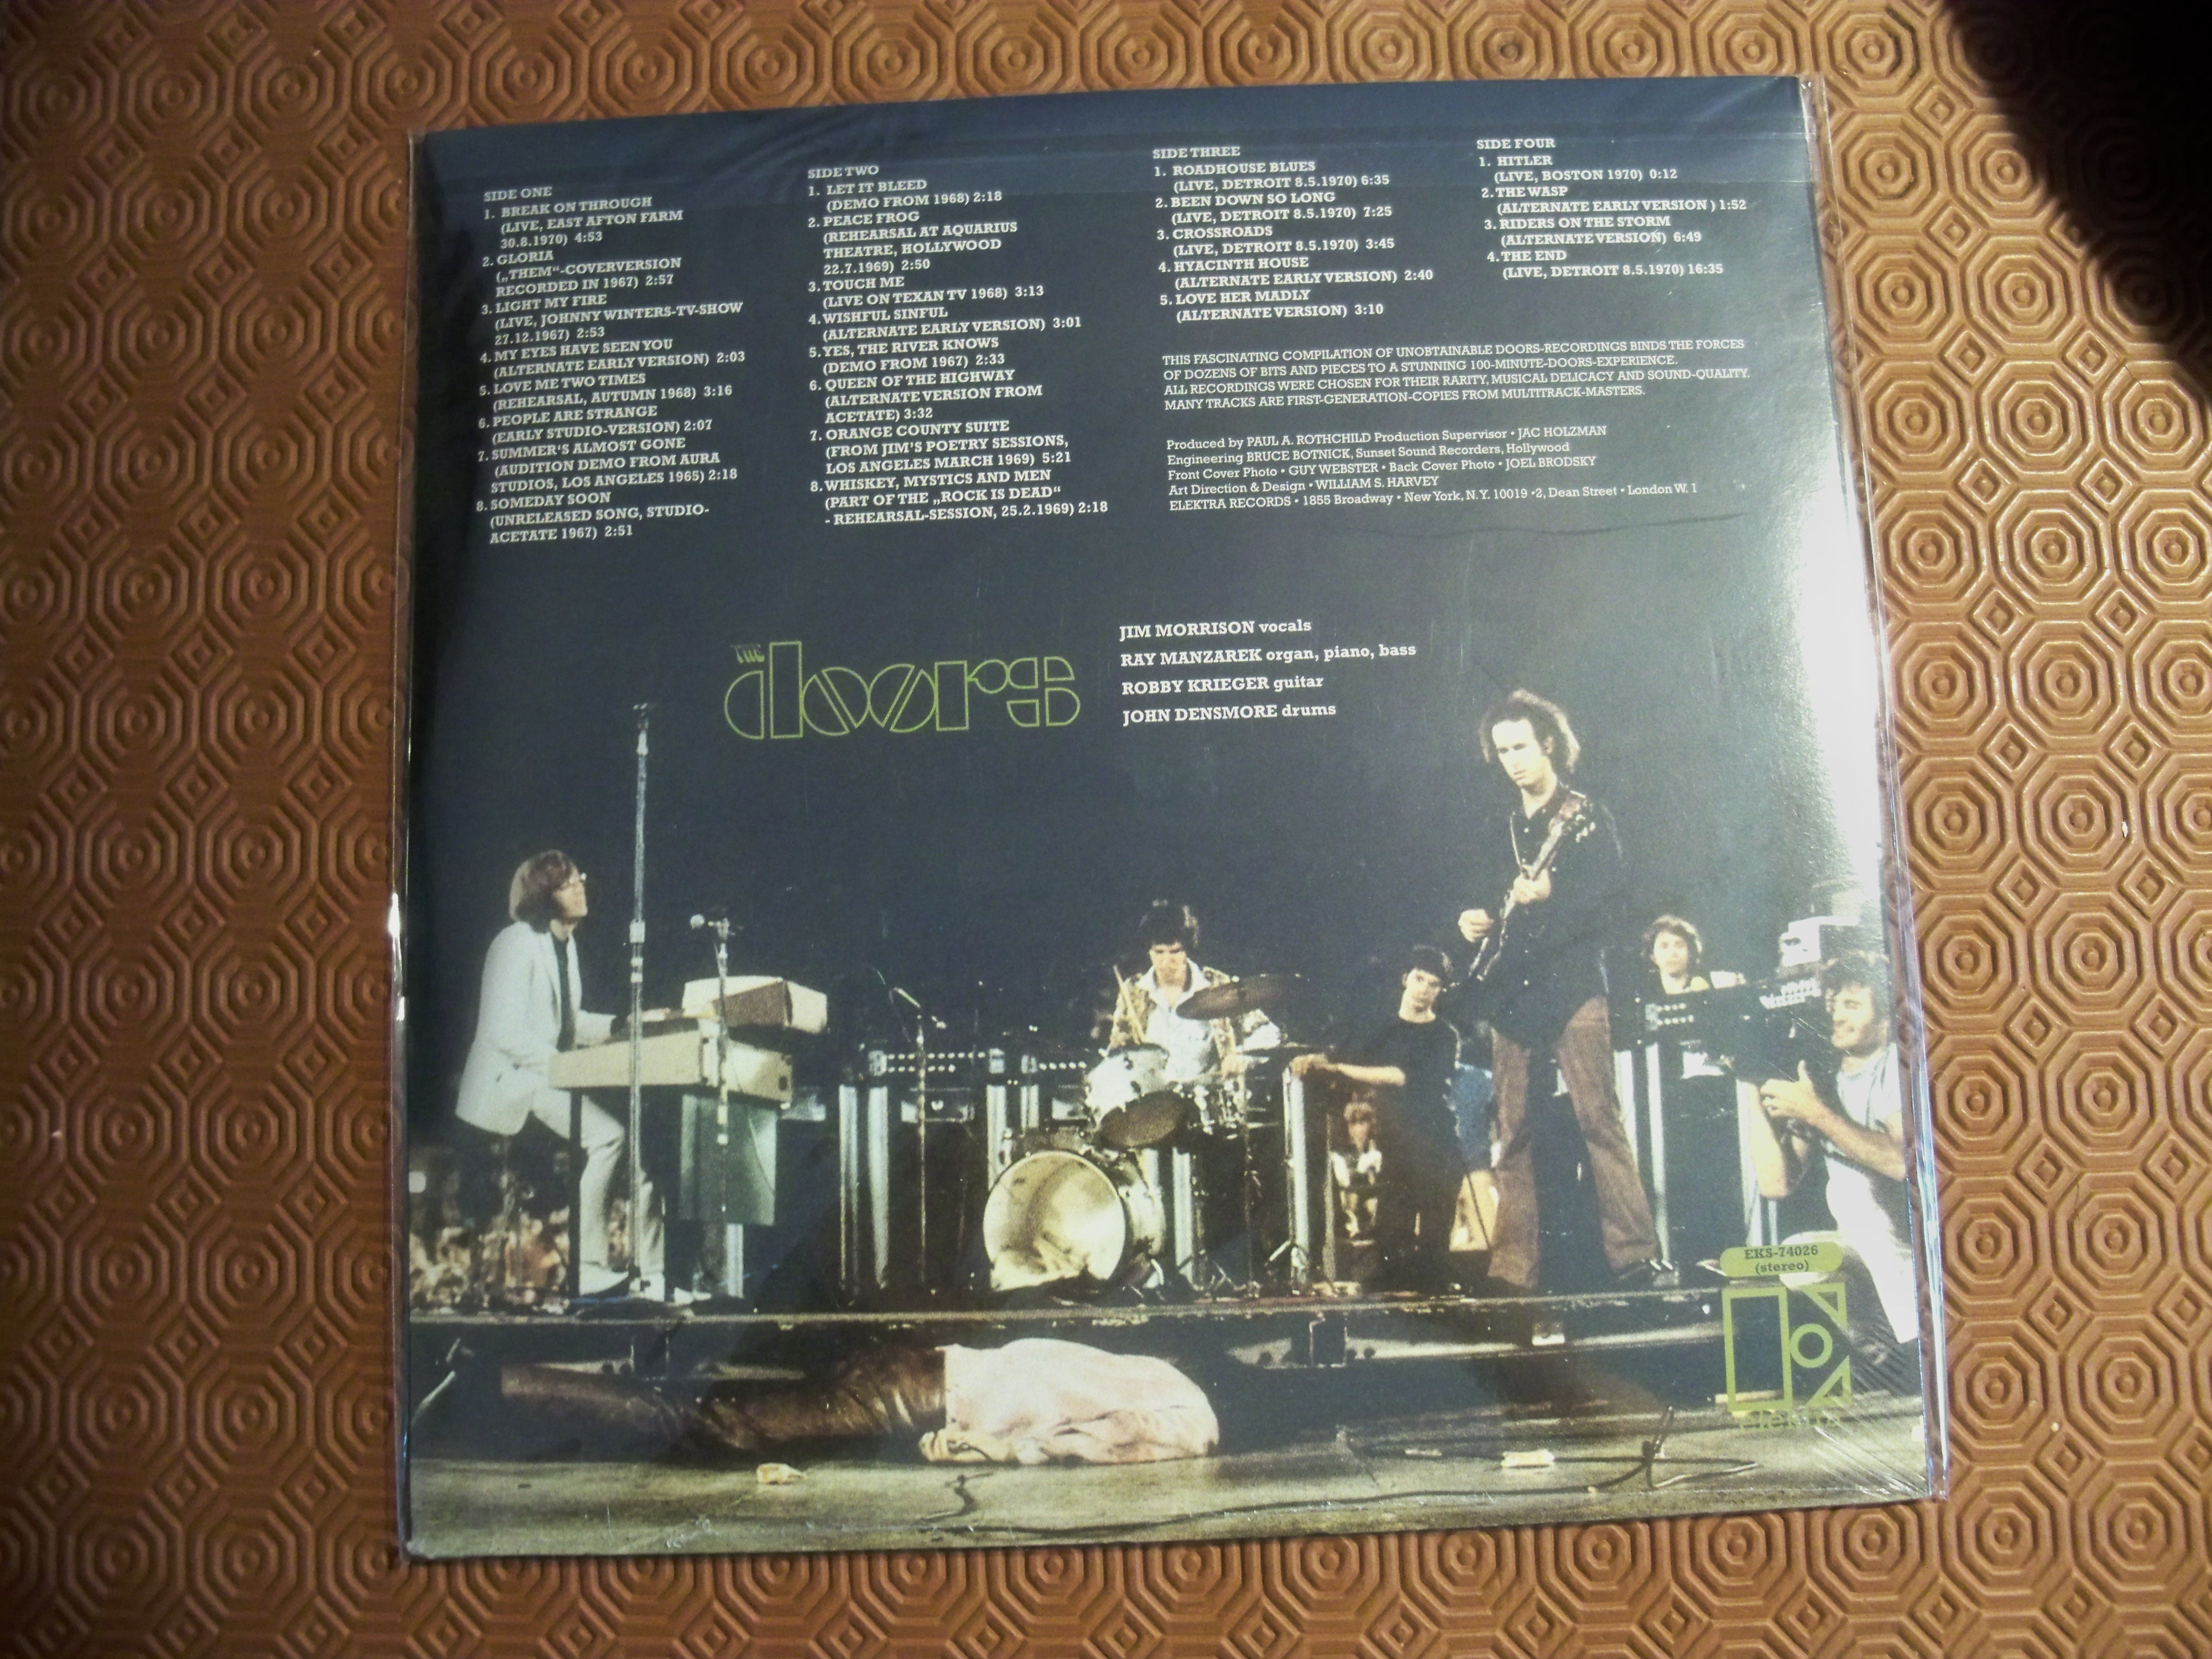 SIDE ONE
1. BREAK ON THROUGH
(LIVE, EAST AFTON FARM
30.8.1970) 4:53
2. GLORIA
(„THEM“-COVERVERSION
RECORDED IN 1967) 2:57
3. LIGHT MY FIRE
(LIVE, JOHNNY WINTERS-TV-SHOW
27.12.1967) 2:53
4. MY EYES HAVE SEEN YOU
(ALTERNATE EARLY VERSION) 2:03
5. LOVE ME TWO TIMES
(REHEARSAL, AUTUMN 1968) 3:16
6. PEOPLE ARE STRANGE
(EARLY STUDIO-VERSION) 2:07
7. SUMMER'S ALMOST GONE
(AUDITION DEMO FROM AURA
STUDIOS, LOS ANGELES 1965) 2:18
8. SOMEDAY SOON
(UNRELEASED SONG, STUDIO-
ACETATE 1967) 2:51
SIDE TWO
1. LET IT BLEED
(DEMO FROM 1968) 2:18
2. PEACE FROG
(REHEARSAL AT AQUARIUS
THEATRE, HOLLYWOOD
22.7.1969) 2:50
3. TOUCH ME
(LIVE ON TEXAN TV 1968) 3:13
4. WISHFUL SINFUL
(ALTERNATE EARLY VERSION) 3:01
5. YES, THE RIVER KNOWS
(DEMO FROM 1967) 2:33
6. QUEEN OF THE HIGHWAY
(ALTERNATE VERSION FROM
ACETATE) 3:32
7. ORANGE COUNTY SUITE
(FROM JIM'S POETRY SESSIONS,
LOS ANGELES MARCH 1969) 5:21
8. WHISKEY, MYSTICS AND MEN
(PART OF THE „ROCK IS DEAD“
- REHEARSAL-SESSION, 25.2.1969) 2:18
SIDE THREE
1. ROADHOUSE BLUES
(LIVE, DETROIT 8.5.1970) 6:35
2. BEEN DOWN SO LONG
(LIVE, DETROIT 8.5.1970) 7:25
3. CROSSROADS
(LIVE, DETROIT 8.5.1970) 3:45
4. HYACINTH HOUSE
(ALTERNATE EARLY VERSION) 2:40
5. LOVE HER MADLY
(ALTERNATE VERSION) 3:10
SIDE FOUR
1. HITLER
(LIVE, BOSTON 1970) 0:12
2. THE WASP
(ALTERNATE EARLY VERSION ) 1:52
3. RIDERS ON THE STORM
(ALTERNATE VERSION) 6:49
4. THE END
(LIVE, DETROIT 8.5.1970) 16:35
THIS FASCINATING COMPILATION OF UNOBTAINABLE DOORS-RECORDINGS BINDS THE FORCES
OF DOZENS OF BITS AND PIECES TO A STUNNING 100-MINUTE-DOORS-EXPERIENCE.
ALL RECORDINGS WERE CHOSEN FOR THEIR RARITY, MUSICAL DELICACY AND SOUND-QUALITY.
MANY TRACKS ARE FIRST-GENERATION-COPIES FROM MULTITRACK-MASTERS.
Produced by PAUL A. ROTHCHILD Production Supervisor • JAC HOLZMAN
Engineering BRUCE BOTNICK, Sunset Sound Recorders, Hollywood
Front Cover Photo • GUY WEBSTER • Back Cover Photo • JOEL BRODSKY
Art Direction & Design • WILLIAM S. HARVEY
ELEKTRA RECORDS • 1855 Broadway • New York, N.Y. 10019 •2, Dean Street • London W. 1
THE
doors
JIM MORRISON vocals
RAY MANZAREK organ, piano, bass
ROBBY KRIEGER guitar
JOHN DENSMORE drums
EKS-74026
(stereo)
elektra